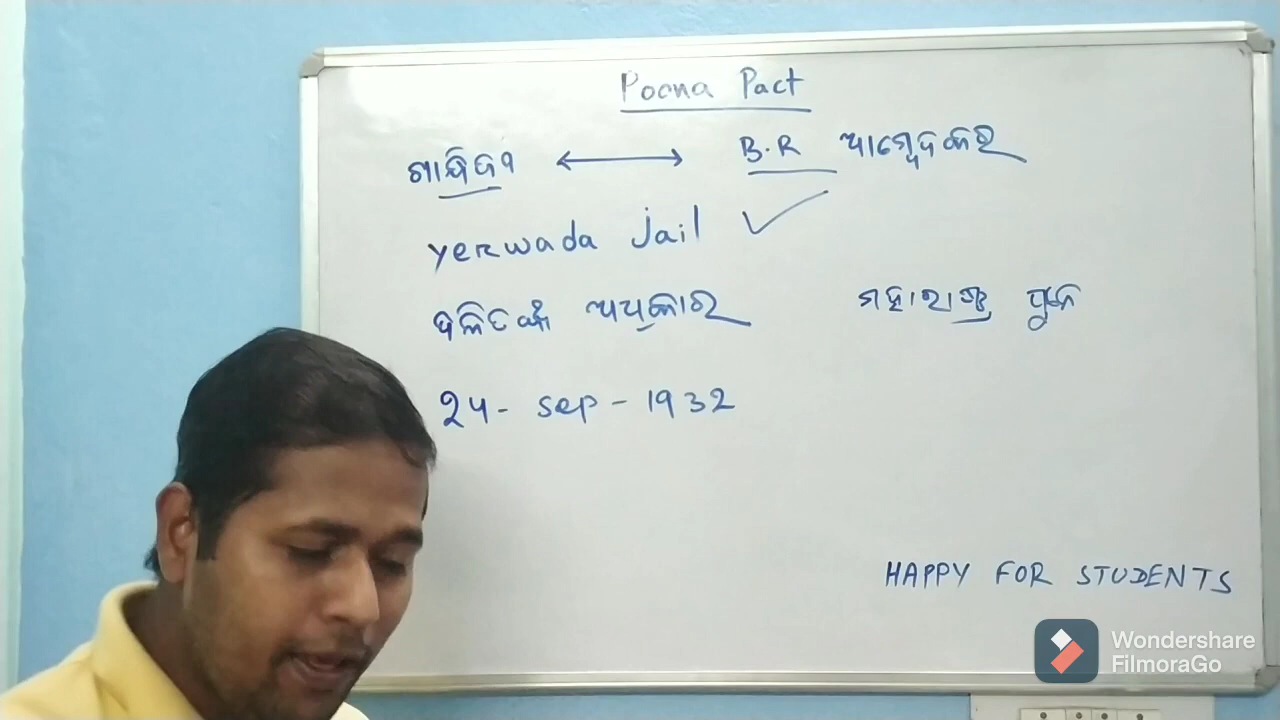 Poona Pact
ଗାନ୍ଧିଜୀ ↔ B.R ଆମ୍ବେଦକର
yerwada jail ✓
ଦଳିତଙ୍କ ଅଧିକାର ମହାରାଷ୍ଟ୍ର ପୁନେ
24- sep - 1932
HAPPY FOR STUDENTS
Wondershare
FilmoraGo